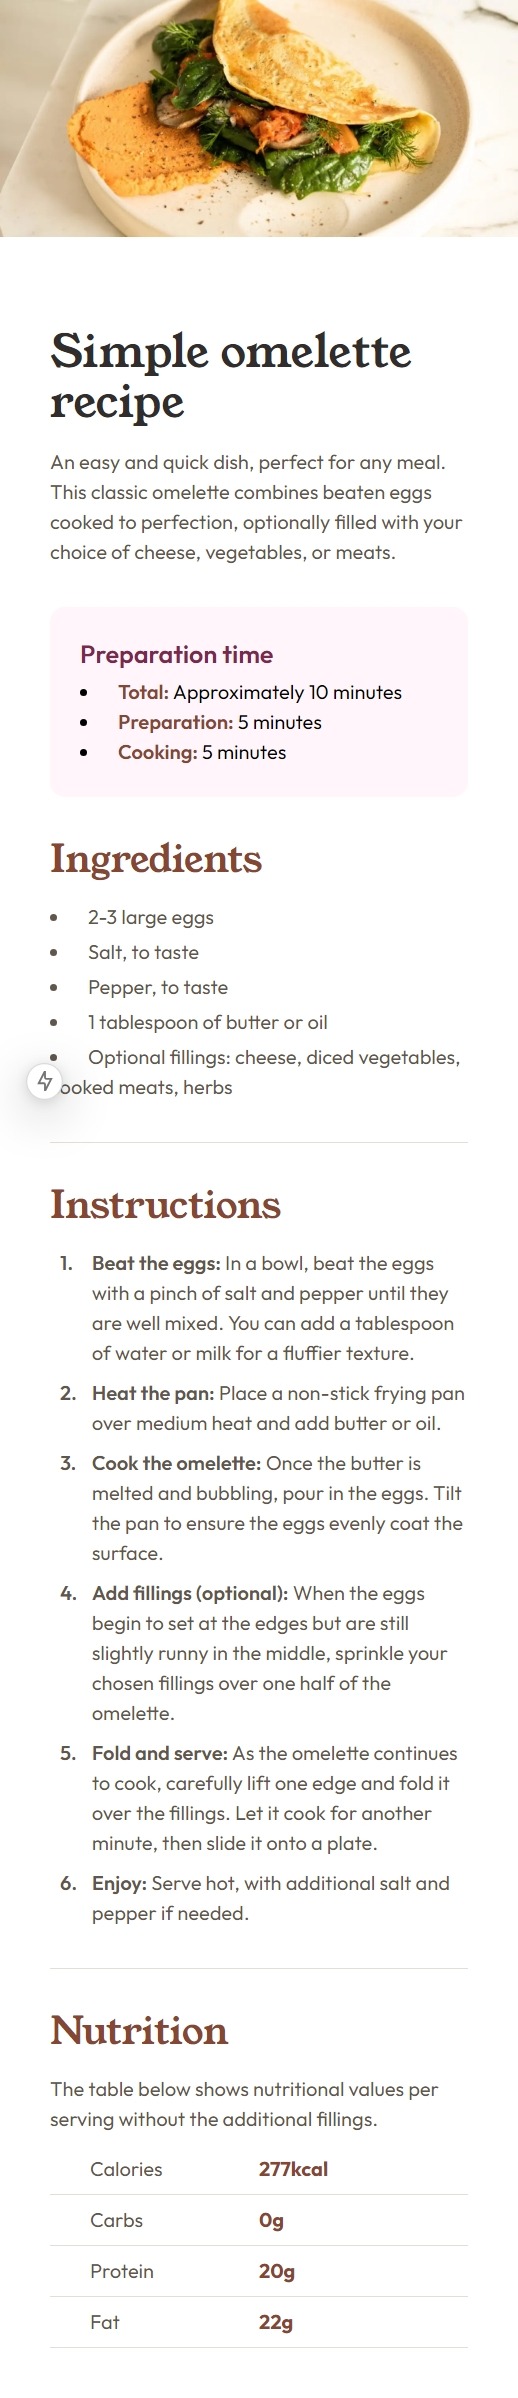 Simple omelette
recipe
An easy and quick dish, perfect for any meal.
This classic omelette combines beaten eggs
cooked to perfection, optionally filled with your
choice of cheese, vegetables, or meats.
Preparation time
• Total: Approximately 10 minutes
• Preparation: 5 minutes
• Cooking: 5 minutes
Ingredients
• 2-3 large eggs
• Salt, to taste
• Pepper, to taste
• 1 tablespoon of butter or oil
• Optional fillings: cheese, diced vegetables,
ooked meats, herbs
Instructions
1. Beat the eggs: In a bowl, beat the eggs
with a pinch of salt and pepper until they
are well mixed. You can add a tablespoon
of water or milk for a fluffier texture.
2. Heat the pan: Place a non-stick frying pan
over medium heat and add butter or oil.
3. Cook the omelette: Once the butter is
melted and bubbling, pour in the eggs. Tilt
the pan to ensure the eggs evenly coat the
surface.
4. Add fillings (optional): When the eggs
begin to set at the edges but are still
slightly runny in the middle, sprinkle your
chosen fillings over one half of the
omelette.
5. Fold and serve: As the omelette continues
to cook, carefully lift one edge and fold it
over the fillings. Let it cook for another
minute, then slide it onto a plate.
6. Enjoy: Serve hot, with additional salt and
pepper if needed.
Nutrition
The table below shows nutritional values per
serving without the additional fillings.
Calories 277kcal
Carbs 0g
Protein 20g
Fat 22g